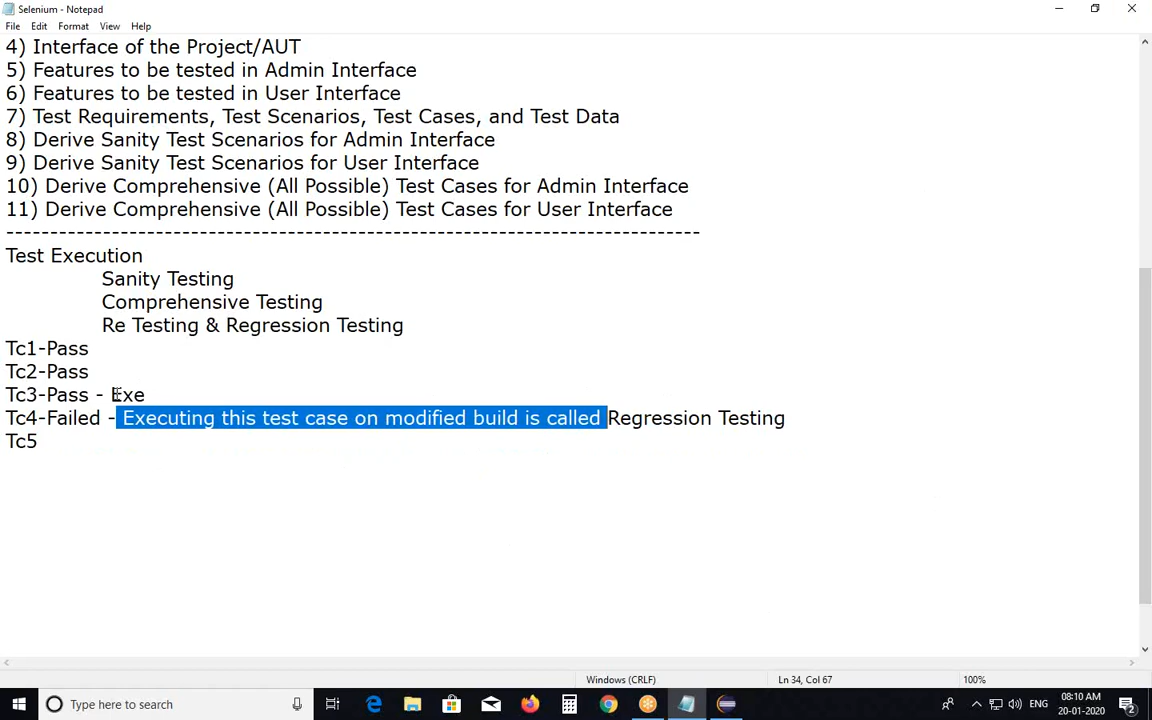 Selenium - Notepad
File Edit Format View Help
4) Interface of the Project/AUT
5) Features to be tested in Admin Interface
6) Features to be tested in User Interface
7) Test Requirements, Test Scenarios, Test Cases, and Test Data
8) Derive Sanity Test Scenarios for Admin Interface
9) Derive Sanity Test Scenarios for User Interface
10) Derive Comprehensive (All Possible) Test Cases for Admin Interface
11) Derive Comprehensive (All Possible) Test Cases for User Interface
--------------------------------------------------------------------------------
Test Execution
Sanity Testing
Comprehensive Testing
Re Testing & Regression Testing
Tc1-Pass
Tc2-Pass
Tc3-Pass - Exe
Tc4-Failed - Executing this test case on modified build is called Regression Testing
Tc5
Windows (CRLF) Ln 34, Col 67 100%
Type here to search
ENG
08:10 AM
20-01-2020
2